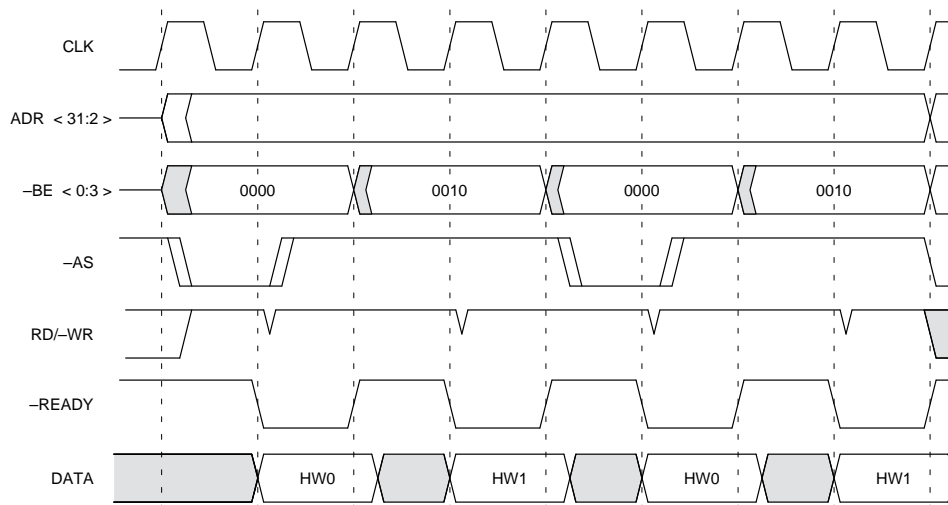 CLK
ADR < 31:2 >
–BE < 0:3 > 0000 0010 0000 0010
–AS
RD/–WR
–READY
DATA HW0 HW1 HW0 HW1